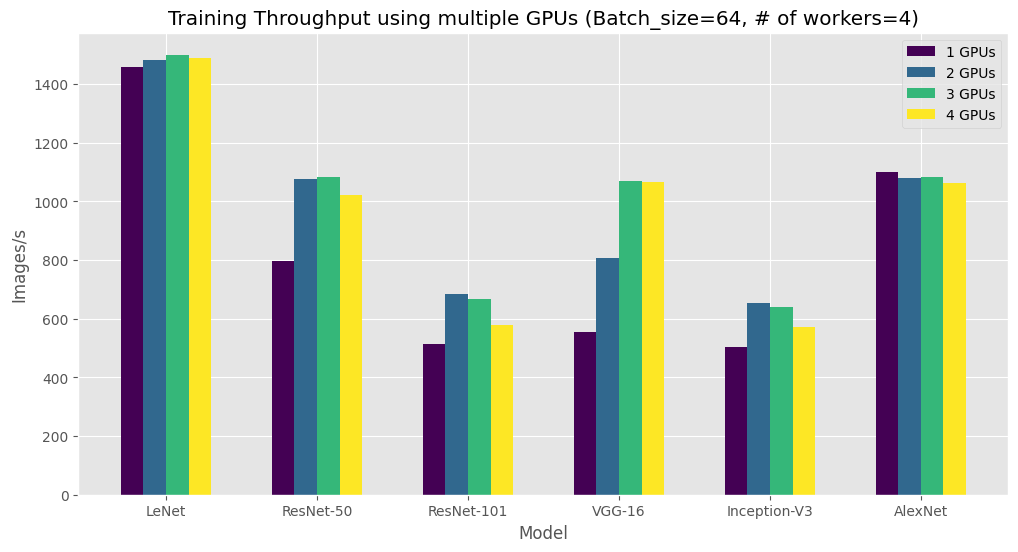 Training Throughput using multiple GPUs (Batch_size=64, # of workers=4)
1 GPUs
2 GPUs
3 GPUs
4 GPUs
Images/s
1400
1200
1000
800
600
400
200
0
LeNet
ResNet-50
ResNet-101
VGG-16
Inception-V3
AlexNet
Model